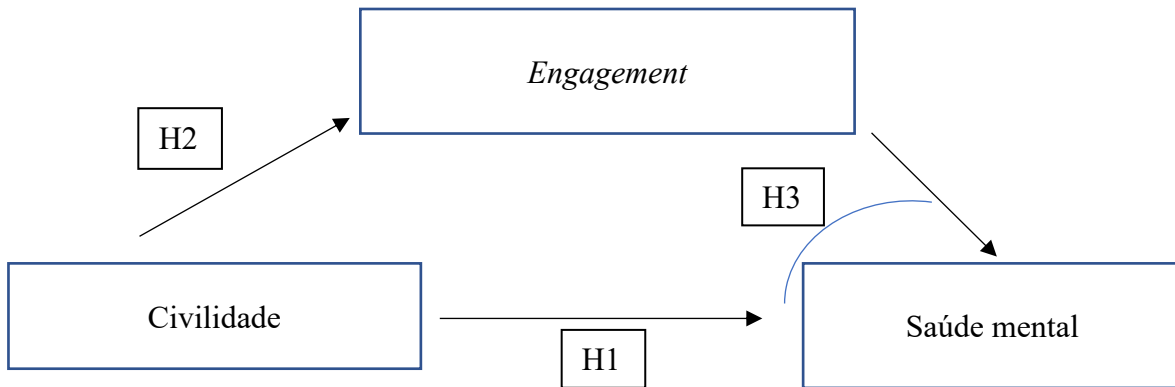 Engagement
H2
H3
Civilidade
Saúde mental
H1